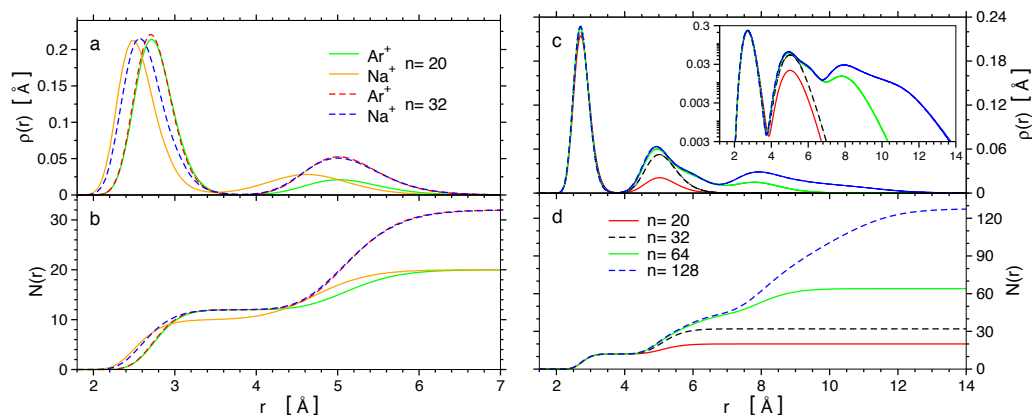 a
ρ(r) [ Å ]
0.2
0.15
0.1
0.05
0
Ar+
Na+ n= 20
Ar+
Na+ n= 32
b
N(r)
30
20
10
0
2 3 4 5 6 7
r [ Å ]
c
0.24
0.18
0.12
0.06
0
ρ(r) [ Å ]
0.03
0.003
0.003
2 4 6 8 10 12 14
d
n= 20
n= 32
n= 64
n= 128
120
90
60
30
0
N(r)
2 4 6 8 10 12 14
r [ Å ]